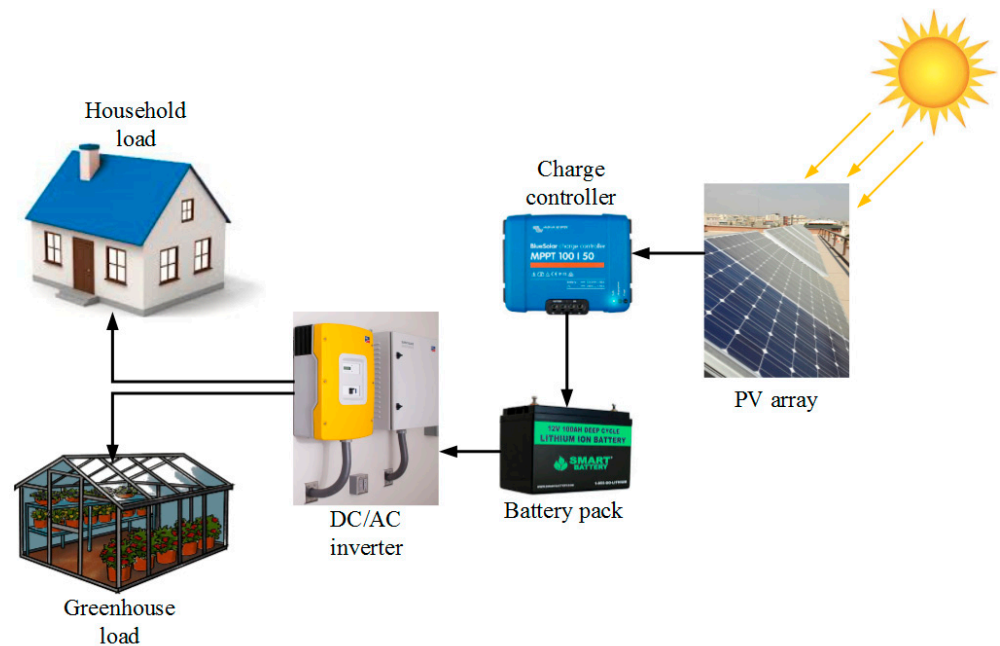 Household
load
Charge
controller
BlueSolar charge controller
MPPT 100 | 50
PV array
12V 100AH DEEP CYCLE
LITHIUM ION BATTERY
SMART
BATTERY
Battery pack
DC/AC
inverter
Greenhouse
load